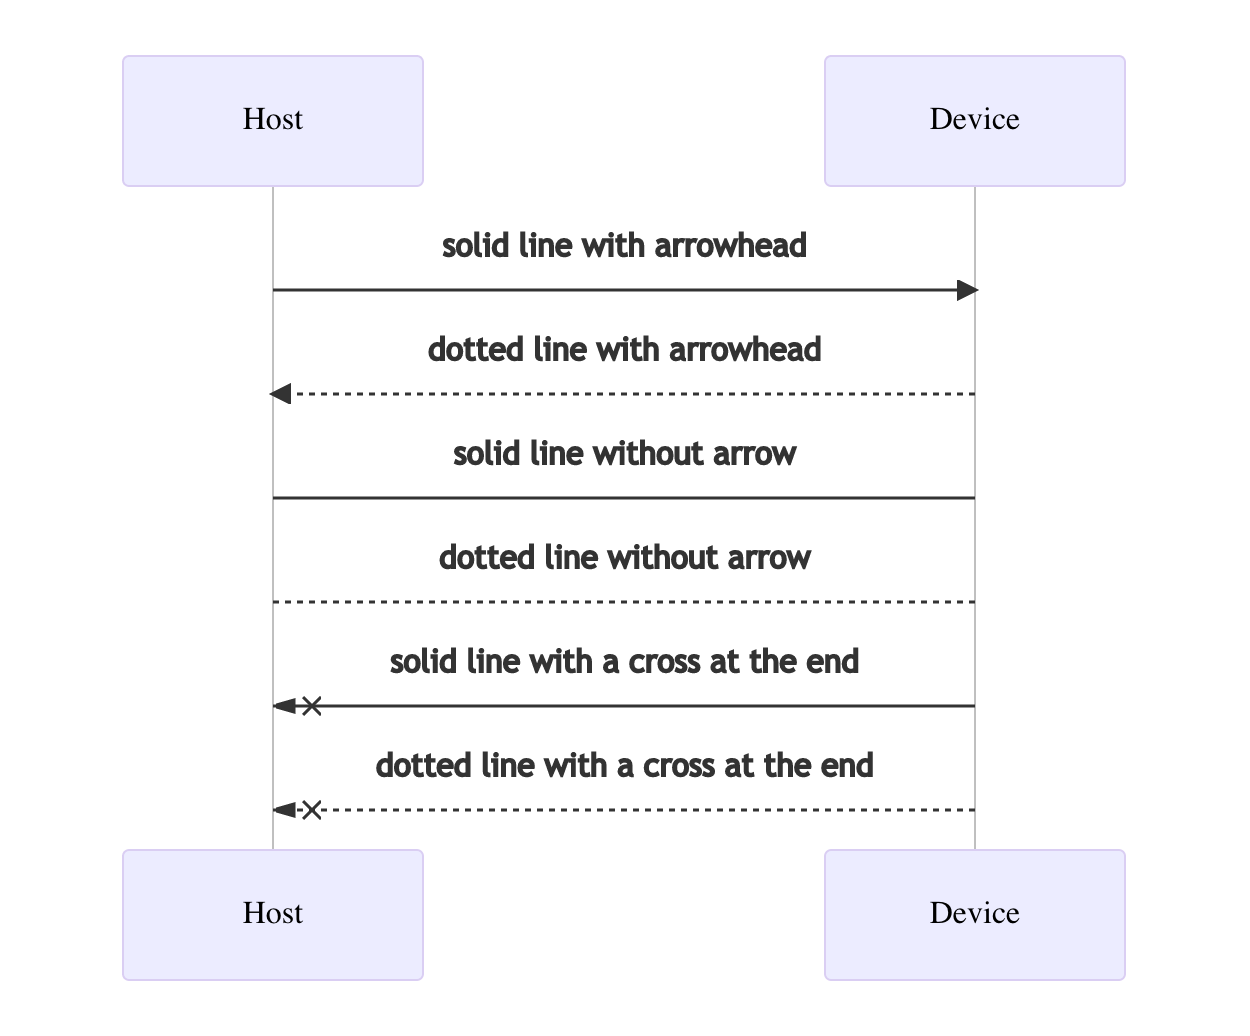 Host
Device
solid line with arrowhead
dotted line with arrowhead
solid line without arrow
dotted line without arrow
solid line with a cross at the end
dotted line with a cross at the end
Host
Device